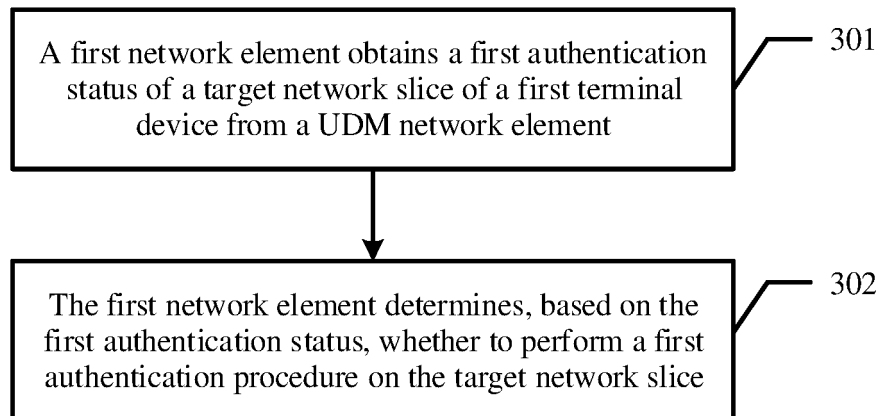 A first network element obtains a first authentication
status of a target network slice of a first terminal
device from a UDM network element
301
The first network element determines, based on the
first authentication status, whether to perform a first
authentication procedure on the target network slice
302